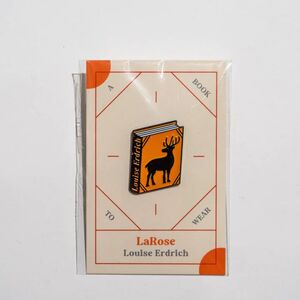 A
BOOK
Louise Erdrich
TO
WEAR
LaRose
Louise Erdrich